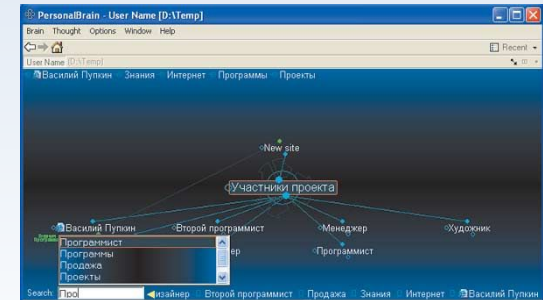 PersonalBrain - User Name [D:\Temp]
Brain Thought Options Window Help
Recent
User Name [D:\Temp]
Василий Пупкин Знания Интернет Программы Проекты
New site
Участники проекта
Василий Пупкин Второй программист Менеджер Художник
Программист
Программы
Продажа
Проекты
ер Программист
Search: Про изайнер Второй программист Продажа Знания Интернет Василий Пупкин